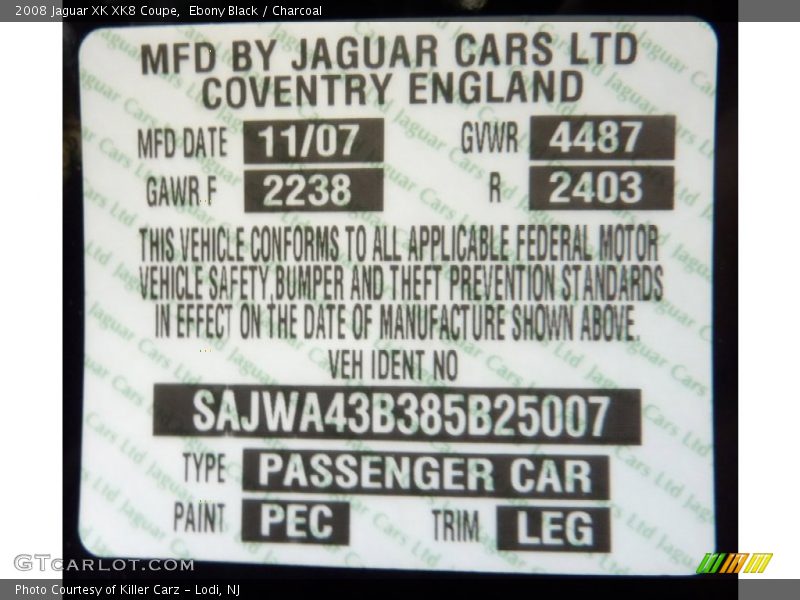 2008 Jaguar XK XK8 Coupe, Ebony Black / Charcoal
MFD BY JAGUAR CARS LTD
COVENTRY ENGLAND
MFD DATE 11/07 GVWR 4487
GAWR F 2238 R 2403
THIS VEHICLE CONFORMS TO ALL APPLICABLE FEDERAL MOTOR
VEHICLE SAFETY, BUMPER AND THEFT PREVENTION STANDARDS
IN EFFECT ON THE DATE OF MANUFACTURE SHOWN ABOVE.
VEH IDENT NO
SAJWA43B385B25007
TYPE PASSENGER CAR
PAINT PEC TRIM LEG
GTCARLOT.COM
Photo Courtesy of Killer Carz – Lodi, NJ